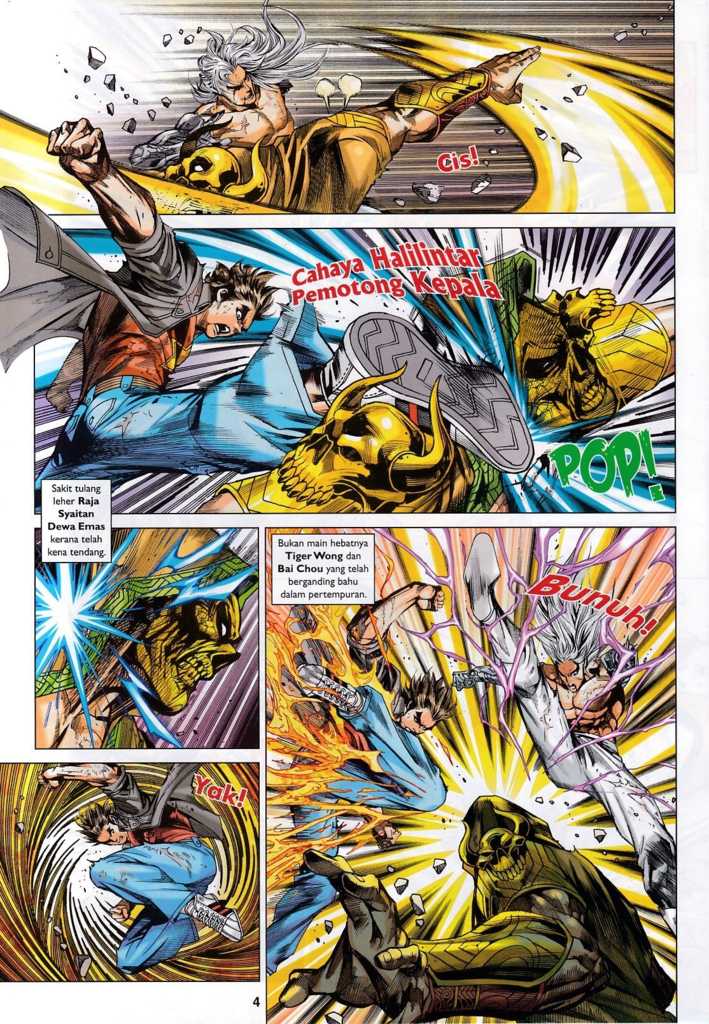 Cis!
Cahaya Halilintar
Pemotong Kepala
POP!
Sakit tulang
leher Raja
Syaitan
Dewa Emas
kerana telah
kena tendang.
Bukan main hebatnya
Tiger Wong dan
Bai Chou yang telah
berganding bahu
dalam pertempuran.
Bunuh!
Yak!
4